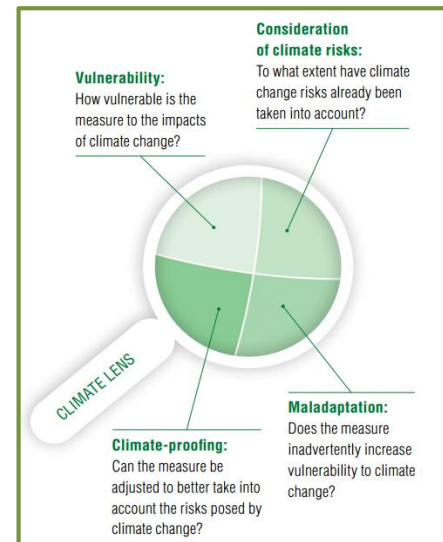 Consideration
of climate risks:
To what extent have climate
change risks already been
taken into account?
Vulnerability:
How vulnerable is the
measure to the impacts
of climate change?
CLIMATE LENS
Maladaptation:
Does the measure
inadvertently increase
vulnerability to climate
change?
Climate-proofing:
Can the measure be
adjusted to better take into
account the risks posed by
climate change?